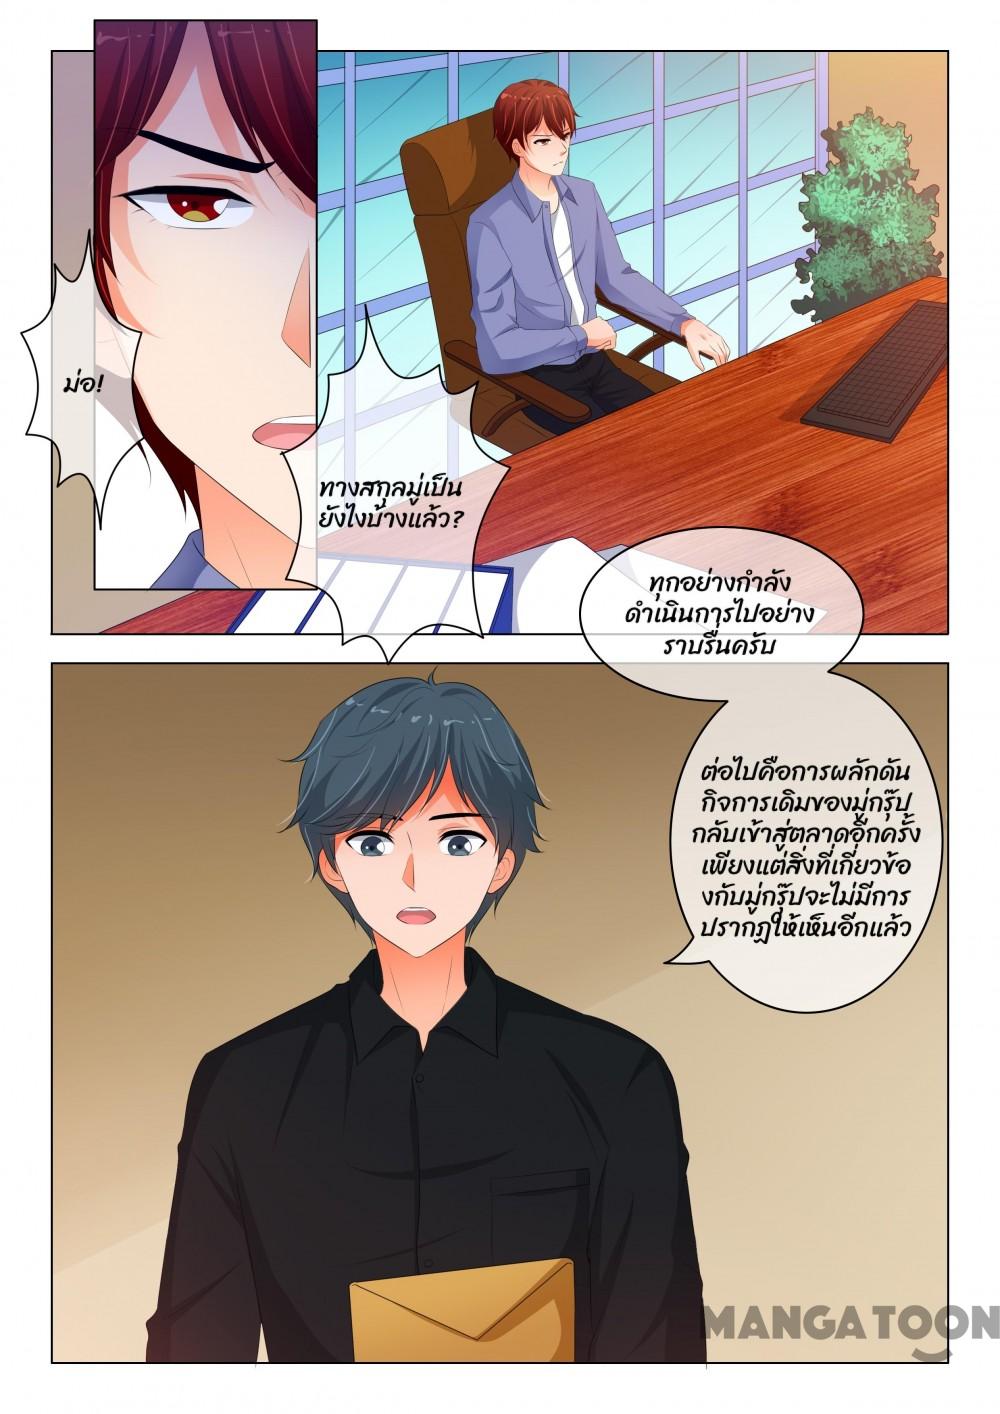 ม่อ!
ทางสกุลมู่เป็น
ยังไงบ้างแล้ว?
ทุกอย่างกำลัง
ดำเนินการไปอย่าง
ราบรื่นครับ
ต่อไปคือการผลักดัน
กิจการเดิมของมู่กรุ๊ป
กลับเข้าสู่ตลาดอีกครั้ง
เพียงแต่สิ่งที่เกี่ยวข้อ
งกับมู่กรุ๊ปจะไม่มีการ
ปรากฏให้เห็นอีกแล้ว
MANGATOON